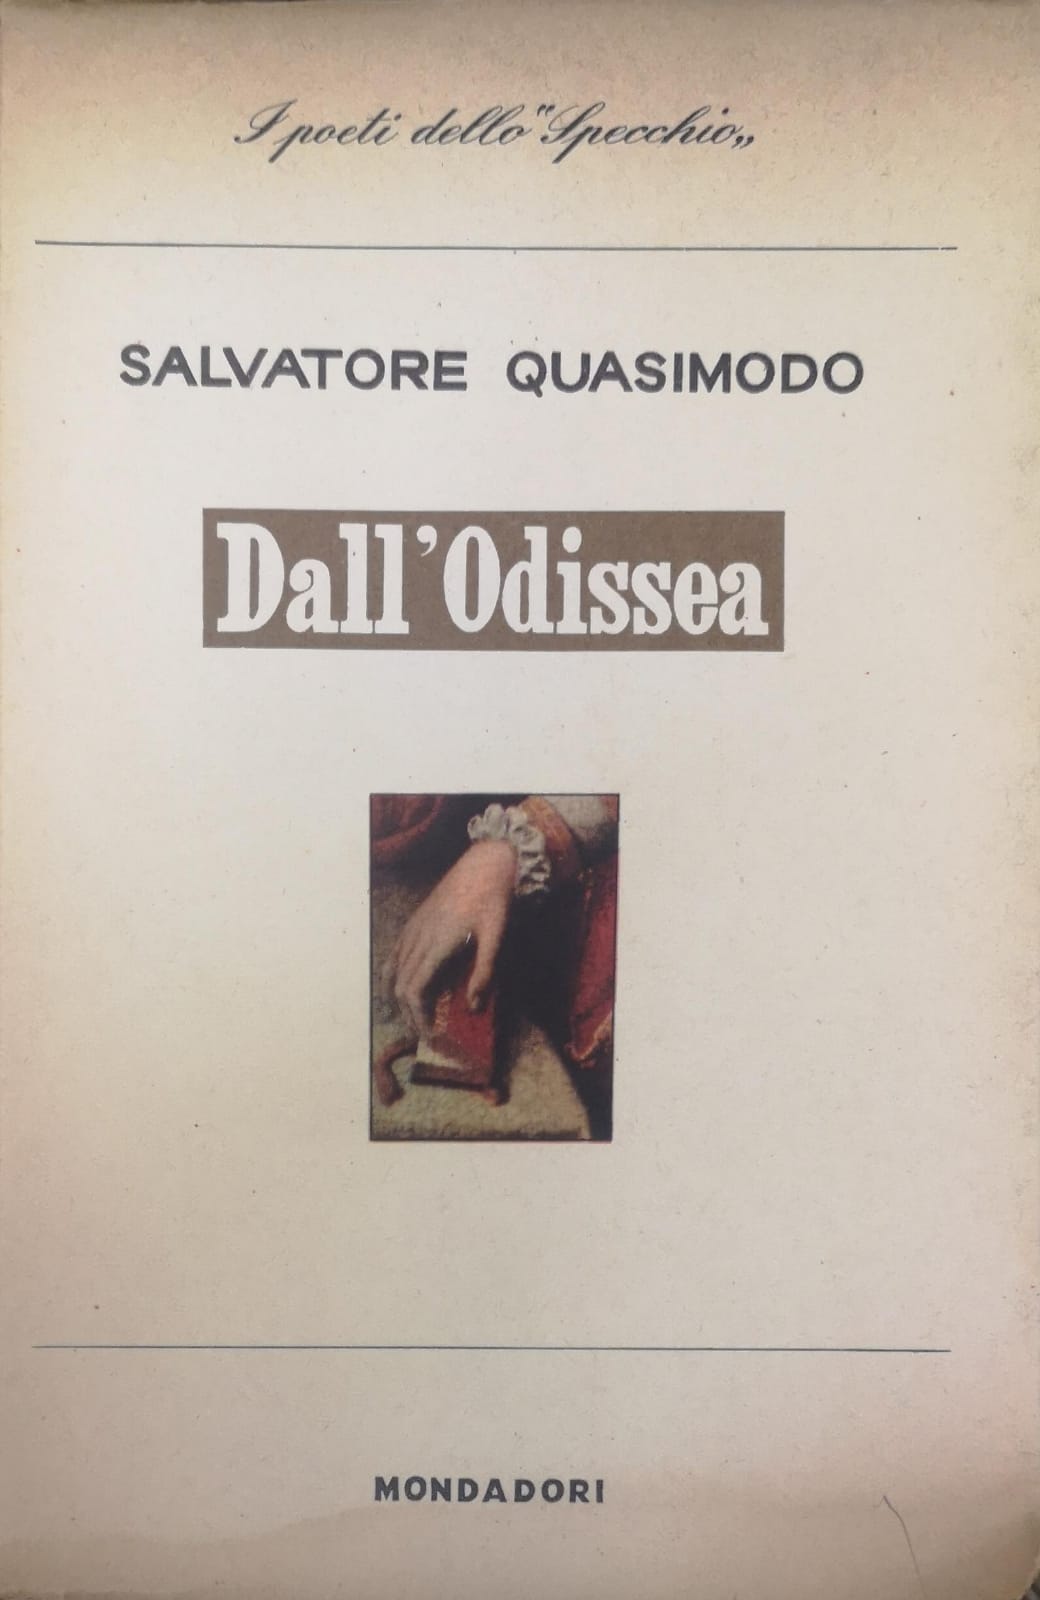 I poeti dello "Specchio„
SALVATORE QUASIMODO
Dall'Odissea
MONDADORI